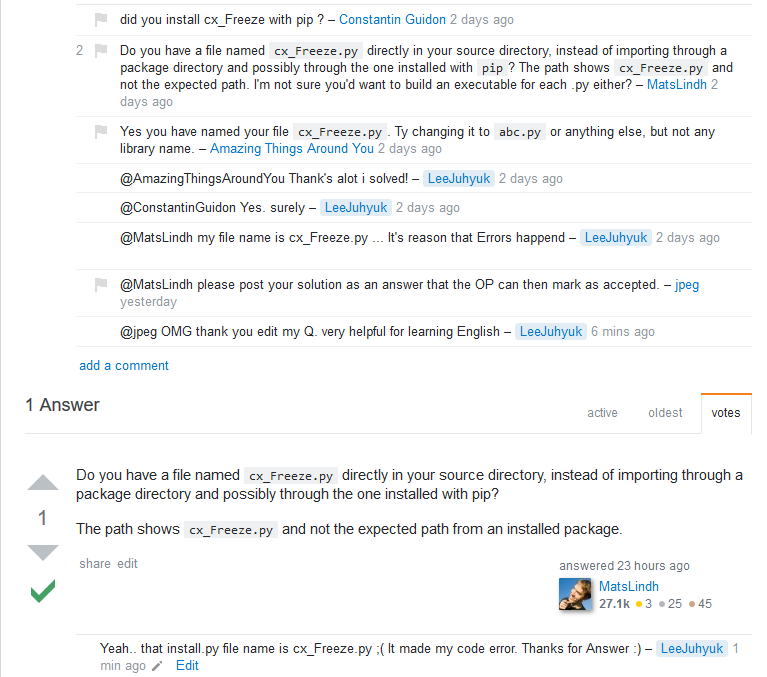 did you install cx_Freeze with pip ? – Constantin Guidon 2 days ago
2 Do you have a file named cx_Freeze.py directly in your source directory, instead of importing through a
package directory and possibly through the one installed with pip ? The path shows cx_Freeze.py and
not the expected path. I'm not sure you'd want to build an executable for each .py either? – MatsLindh 2
days ago
Yes you have named your file cx_Freeze.py . Ty changing it to abc.py or anything else, but not any
library name. – Amazing Things Around You 2 days ago
@AmazingThingsAroundYou Thank's alot i solved! – LeeJuhyuk 2 days ago
@ConstantinGuidon Yes. surely – LeeJuhyuk 2 days ago
@MatsLindh my file name is cx_Freeze.py ... It's reason that Errors happend – LeeJuhyuk 2 days ago
@MatsLindh please post your solution as an answer that the OP can then mark as accepted. – jpeg
yesterday
@jpeg OMG thank you edit my Q. very helpful for learning English – LeeJuhyuk 6 mins ago
add a comment
1 Answer
active oldest votes
Do you have a file named cx_Freeze.py directly in your source directory, instead of importing through a
package directory and possibly through the one installed with pip?
1
The path shows cx_Freeze.py and not the expected path from an installed package.
share edit
answered 23 hours ago
MatsLindh
27.1k 3 25 45
Yeah.. that install.py file name is cx_Freeze.py ;( It made my code error. Thanks for Answer :) – LeeJuhyuk 1
min ago Edit